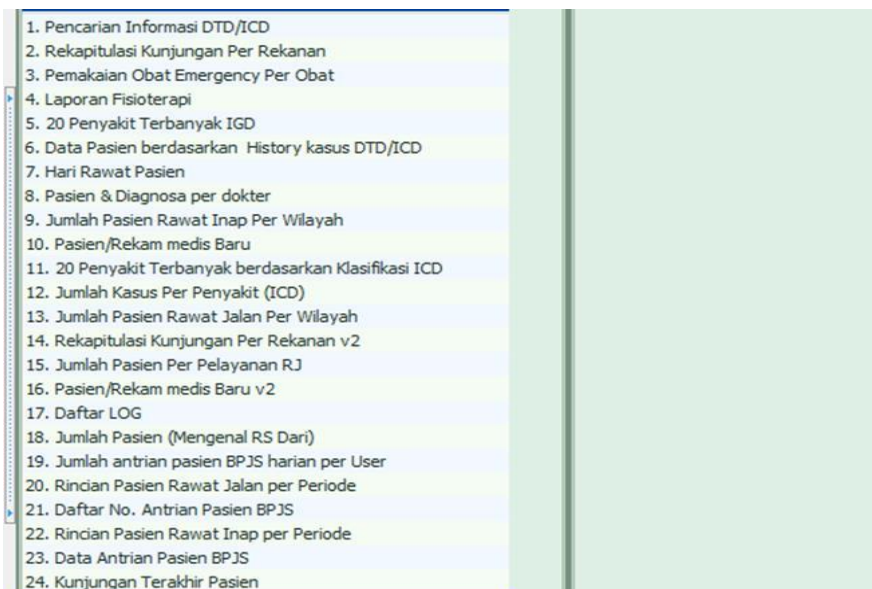 1. Pencarian Informasi DTD/ICD
2. Rekapitulasi Kunjungan Per Rekanan
3. Pemakaian Obat Emergency Per Obat
4. Laporan Fisioterapi
5. 20 Penyakit Terbanyak IGD
6. Data Pasien berdasarkan  History kasus DTD/ICD
7. Hari Rawat Pasien
8. Pasien & Diagnosa per dokter
9. Jumlah Pasien Rawat Inap Per Wilayah
10. Pasien/Rekam medis Baru
11. 20 Penyakit Terbanyak berdasarkan Klasifikasi ICD
12. Jumlah Kasus Per Penyakit (ICD)
13. Jumlah Pasien Rawat Jalan Per Wilayah
14. Rekapitulasi Kunjungan Per Rekanan v2
15. Jumlah Pasien Per Pelayanan RJ
16. Pasien/Rekam medis Baru v2
17. Daftar LOG
18. Jumlah Pasien (Mengenal RS Dari)
19. Jumlah antrian pasien BPJS harian per User
20. Rincian Pasien Rawat Jalan per Periode
21. Daftar No. Antrian Pasien BPJS
22. Rincian Pasien Rawat Inap per Periode
23. Data Antrian Pasien BPJS
24. Kunjungan Terakhir Pasien